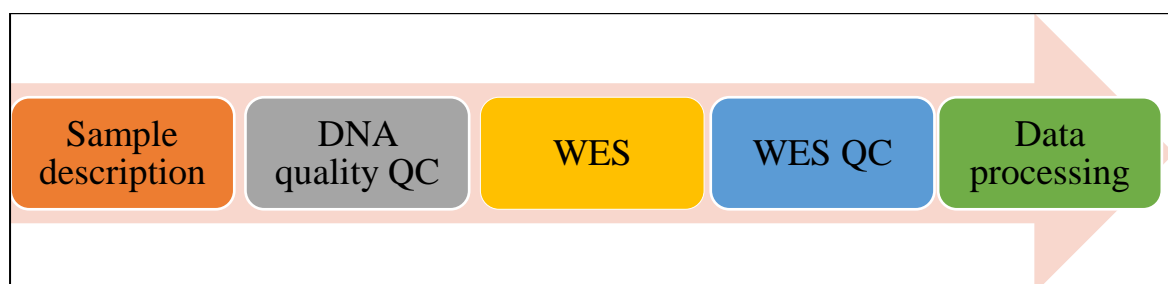 Sample
description
DNA
quality QC
WES
WES QC
Data
processing